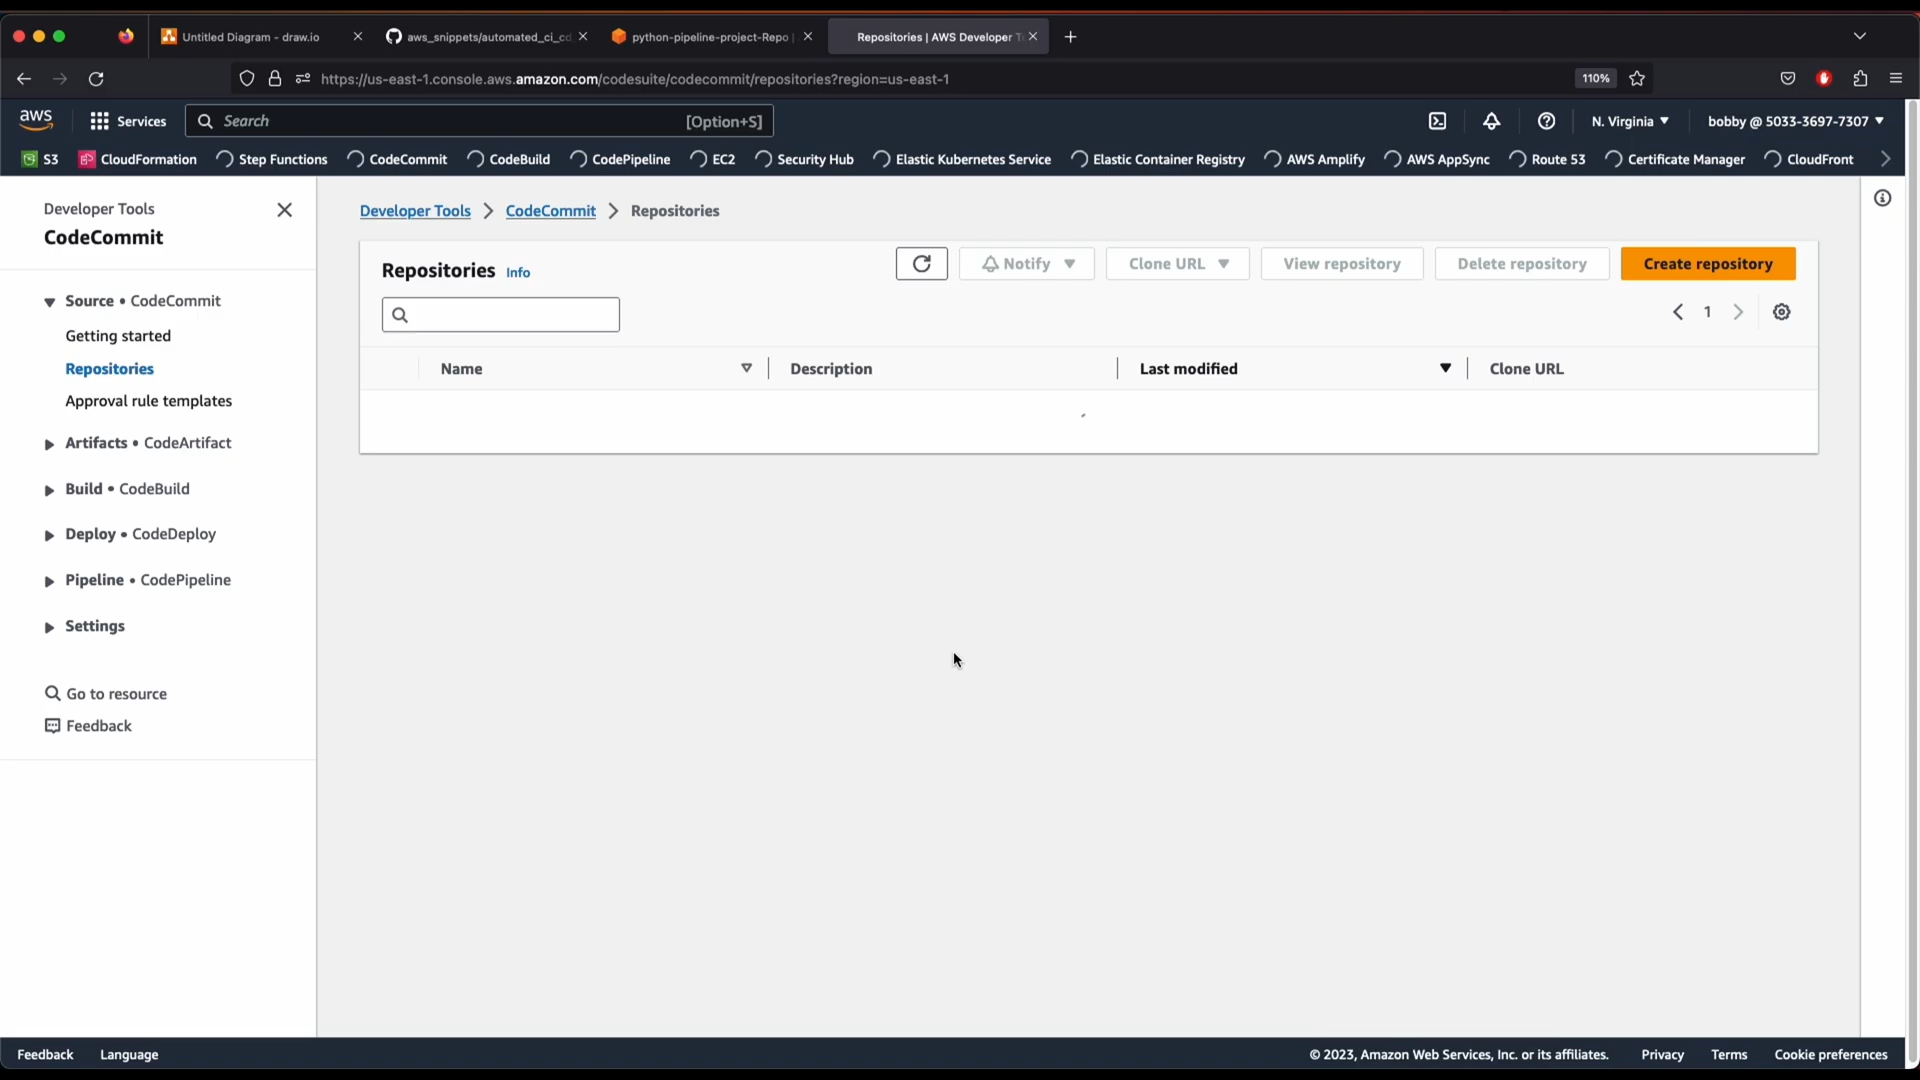 Untitled Diagram - draw.io
aws_snippets/automated_ci_cd
python-pipeline-project-Repo |
Repositories | AWS Developer T
https://us-east-1.console.aws.amazon.com/codesuite/codecommit/repositories?region=us-east-1
110%
aws
Services
Search
[Option+S]
N. Virginia
bobby @ 5033-3697-7307
S3
CloudFormation
Step Functions
CodeCommit
CodeBuild
CodePipeline
EC2
Security Hub
Elastic Kubernetes Service
Elastic Container Registry
AWS Amplify
AWS AppSync
Route 53
Certificate Manager
CloudFront
Developer Tools
CodeCommit
Source • CodeCommit
Getting started
Repositories
Approval rule templates
Artifacts • CodeArtifact
Build • CodeBuild
Deploy • CodeDeploy
Pipeline • CodePipeline
Settings
Go to resource
Feedback
Developer Tools > CodeCommit > Repositories
Repositories Info
Notify
Clone URL
View repository
Delete repository
Create repository
1
Name
Description
Last modified
Clone URL
Feedback
Language
© 2023, Amazon Web Services, Inc. or its affiliates.
Privacy
Terms
Cookie preferences